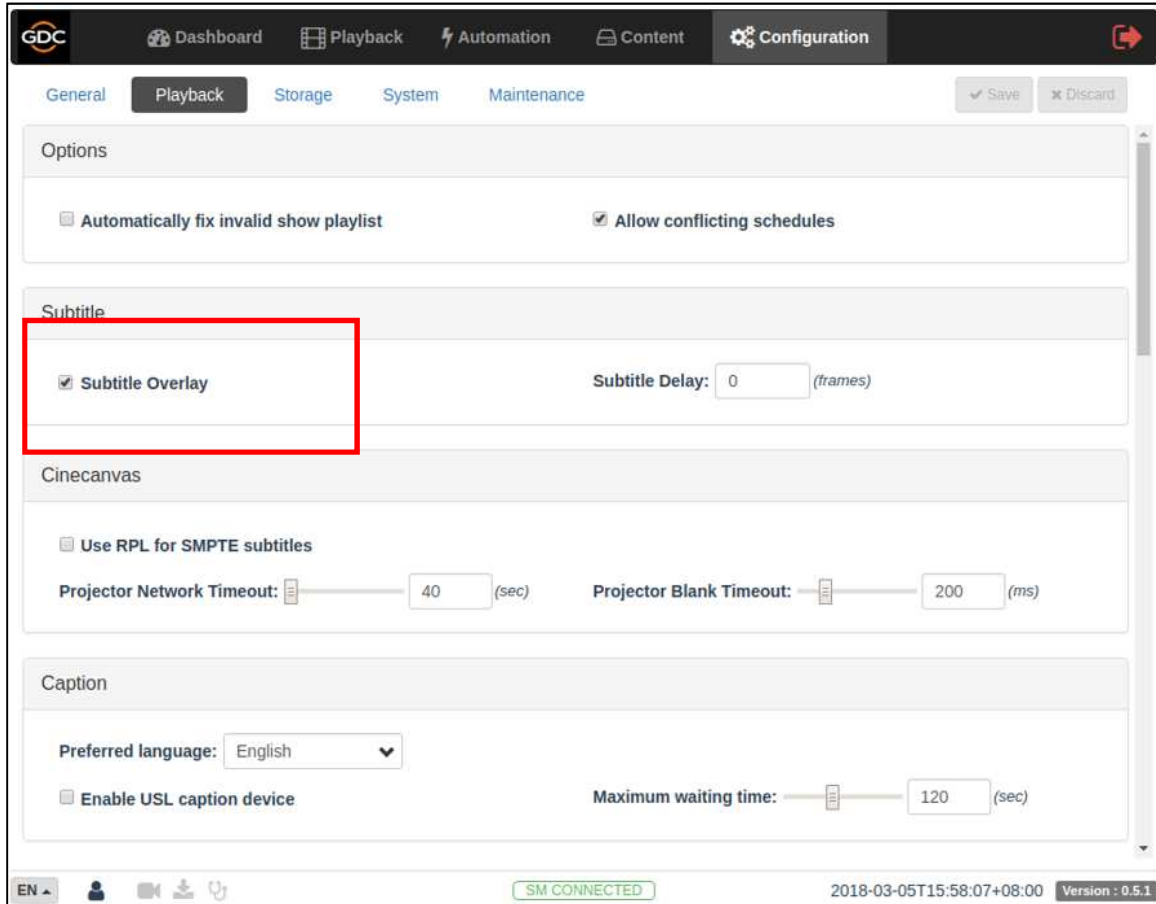 GDC Dashboard Playback Automation Content Configuration
General Playback Storage System Maintenance Save Discard
Options
Automatically fix invalid show playlist Allow conflicting schedules
Subtitle
Subtitle Overlay Subtitle Delay: 0 (frames)
Cinecanvas
Use RPL for SMPTE subtitles
Projector Network Timeout: 40 (sec) Projector Blank Timeout: 200 (ms)
Caption
Preferred language: English
Enable USL caption device Maximum waiting time: 120 (sec)
EN SM CONNECTED 2018-03-05T15:58:07+08:00 Version : 0.5.1